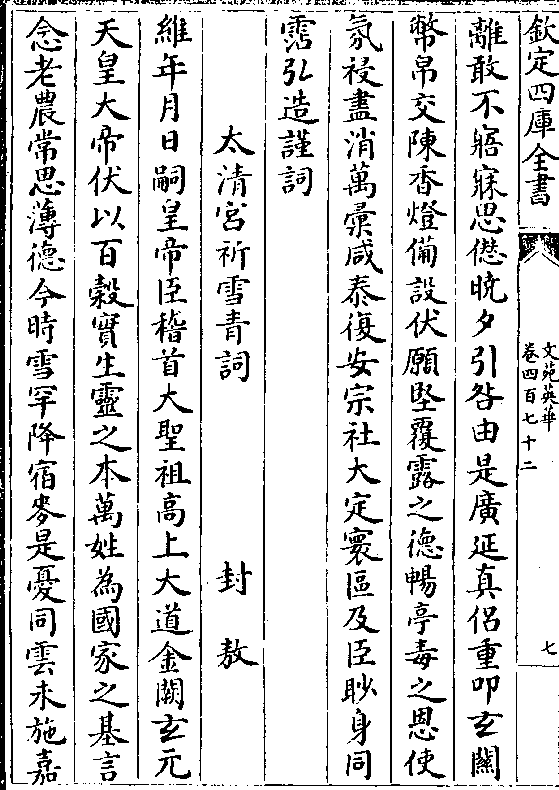 欽定四庫全書
文苑英華
卷四百七十二
七
離敢不寤寐思愆晩夕引咎由是廣延真侣重叩玄闗
幣帛交陳香燈備設伏願堅覆露之德暢亭毒之恩使
氛祲盡消萬彚咸泰復安宗社大定寰區及臣眇身同
霑弘造謹詞
太清宫祈雪青詞 封敖
維年月日嗣皇帝臣稽首大聖祖高上大道金闕玄元
天皇大帝伏以百榖實生靈之本萬姓為國家之基言
念老農常思薄德今時雪罕降宿麥是憂同雲未施嘉